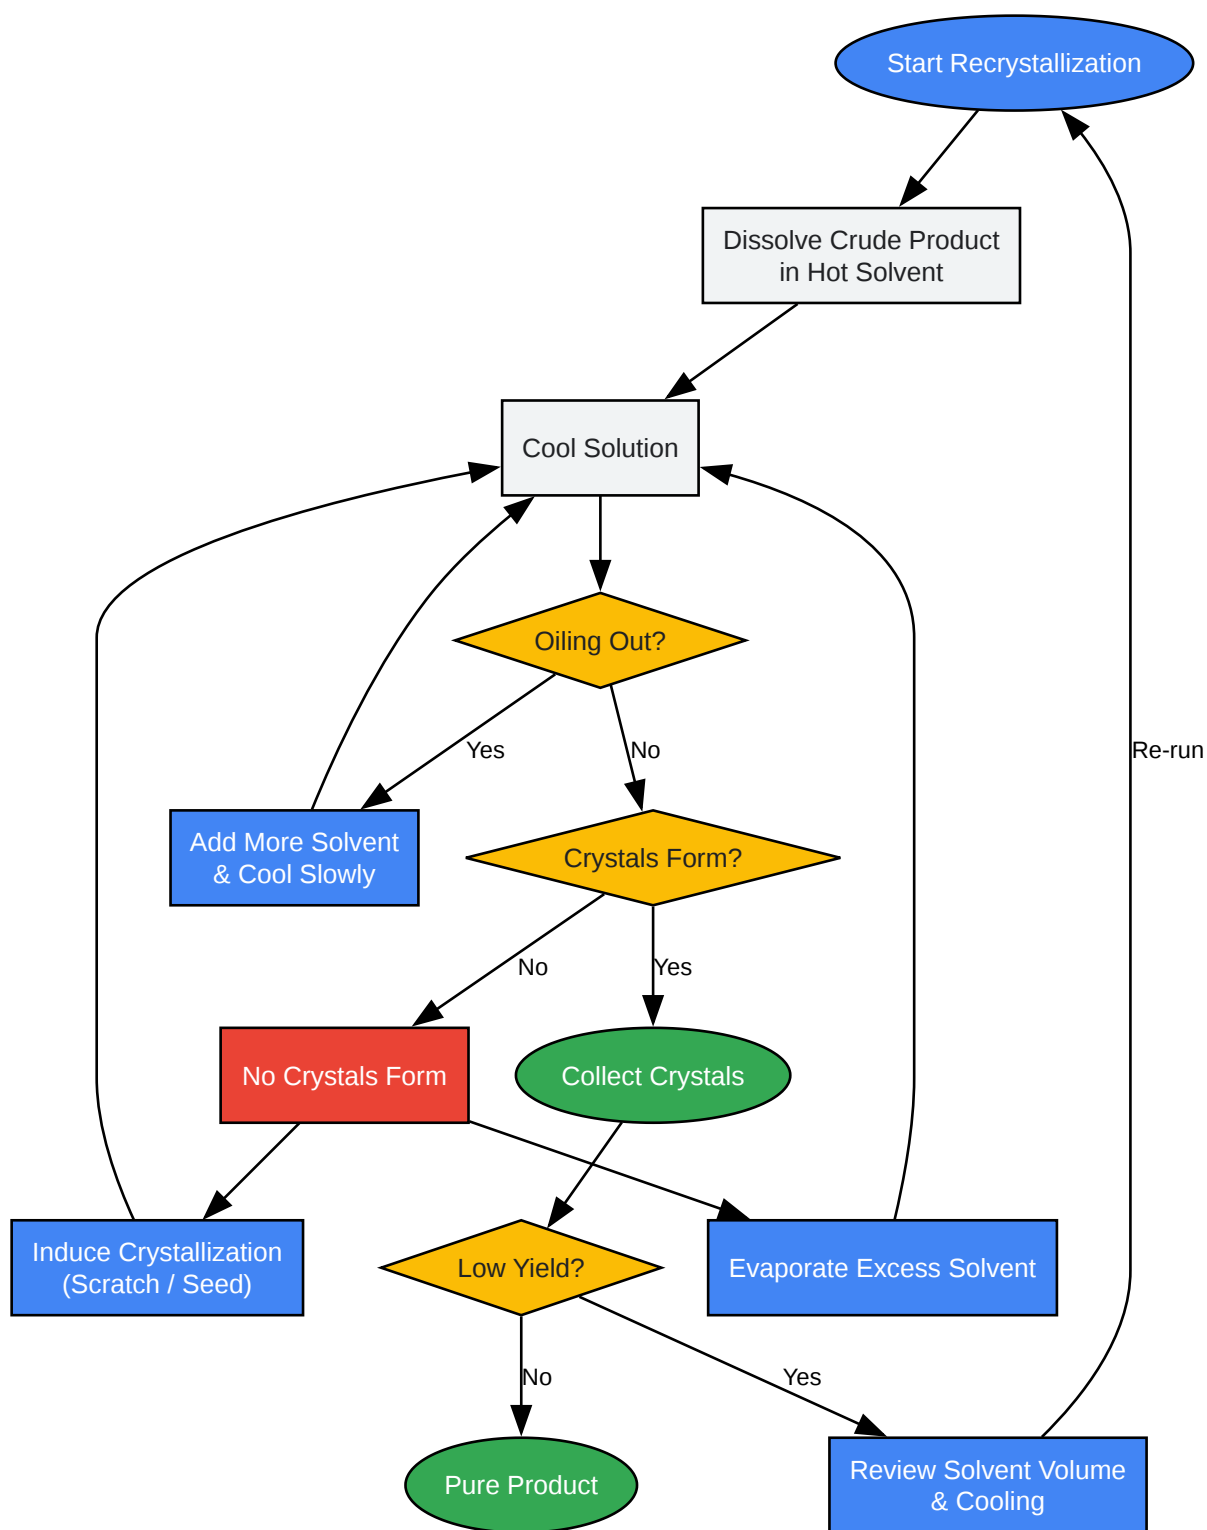 Start Recrystallization
Dissolve Crude Product
in Hot Solvent
Cool Solution
Oiling Out?
Yes
No
Re-run
Add More Solvent
& Cool Slowly
Crystals Form?
No
Yes
No Crystals Form
Collect Crystals
Induce Crystallization
(Scratch / Seed)
Low Yield?
Evaporate Excess Solvent
No
Yes
Pure Product
Review Solvent Volume
& Cooling